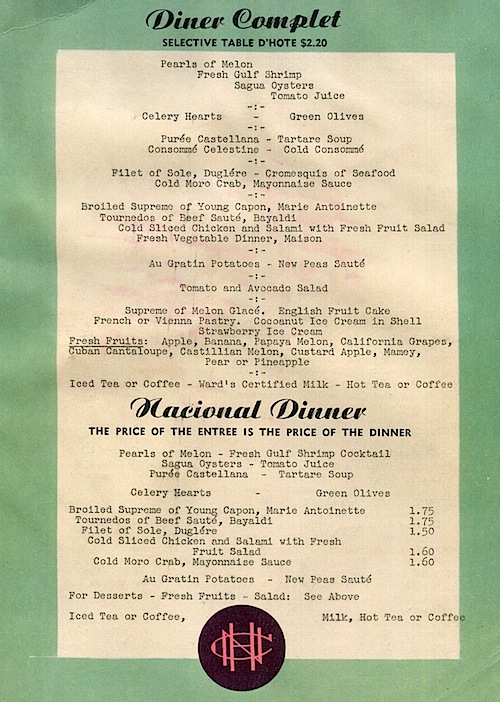 Diner Complet
SELECTIVE TABLE D'HOTE $2.20
Pearls of Melon
Fresh Gulf Shrimp
Sagua Oysters
Tomato Juice
-:-
Celery Hearts - Green Olives
-:-
Purée Castellana - Tartare Soup
Consommé Celestine - Cold Consommé
-:-
Filet of Sole, Duglére - Cromesquis of Seafood
Cold Moro Crab, Mayonnaise Sauce
-:-
Broiled Supreme of Young Capon, Marie Antoinette
Tournedos of Beef Sauté, Bayaldi
Cold Sliced Chicken and Salami with Fresh Fruit Salad
Fresh Vegetable Dinner, Maison
-:-
Au Gratin Potatoes - New Peas Sauté
-:-
Tomato and Avocado Salad
-:-
Supreme of Melon Glacé. English Fruit Cake
French or Vienna Pastry. Cocoanut Ice Cream in Shell
Strawberry Ice Cream
Fresh Fruits: Apple, Banana, Papaya Melon, California Grapes,
Cuban Cantaloupe, Castillian Melon, Custard Apple, Mamey,
Pear or Pineapple
-:-
Iced Tea or Coffee - Ward's Certified Milk - Hot Tea or Coffee
Nacional Dinner
THE PRICE OF THE ENTREE IS THE PRICE OF THE DINNER
Pearls of Melon - Fresh Gulf Shrimp Cocktail
Sagua Oysters - Tomato Juice
Purée Castellana - Tartare Soup
Celery Hearts - Green Olives
Broiled Supreme of Young Capon, Marie Antoinette 1.75
Tournedos of Beef Sauté, Bayaldi 1.75
Filet of Sole, Duglére 1.50
Cold Sliced Chicken and Salami with Fresh
Fruit Salad 1.60
Cold Moro Crab, Mayonnaise Sauce 1.60
Au Gratin Potatoes - New Peas Sauté
For Desserts - Fresh Fruits - Salad: See Above
Iced Tea or Coffee, Milk, Hot Tea or Coffee